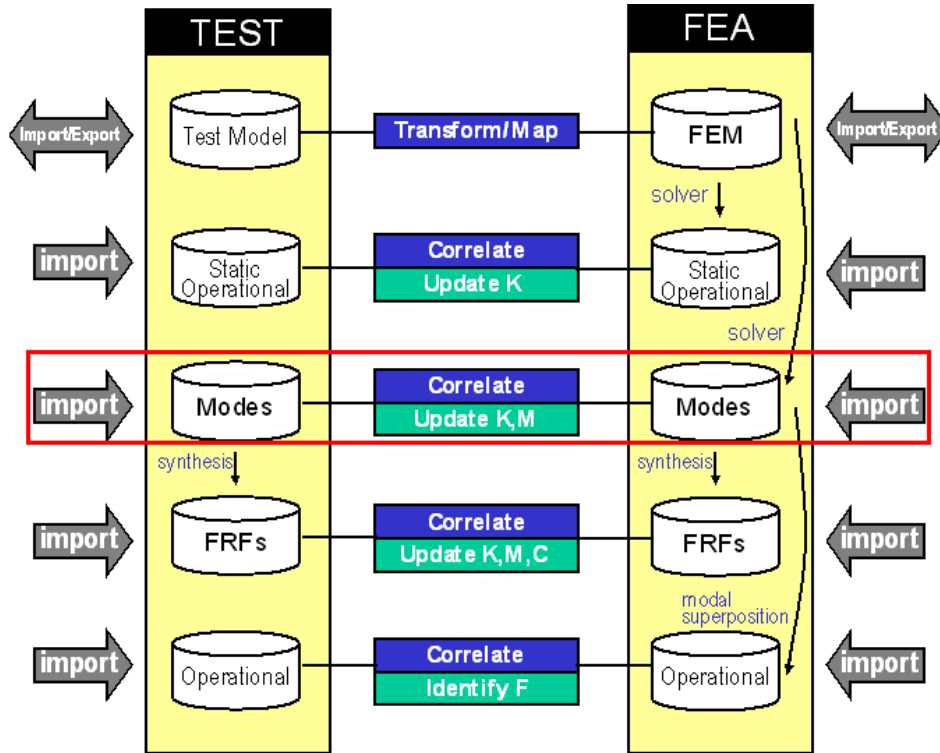 TEST
FEA
Import/Export
Test Model
Transform/Map
FEM
Import/Export
solver
import
Static
Operational
Correlate
Update K
Static
Operational
import
solver
import
Modes
Correlate
Update K,M
Modes
import
synthesis
synthesis
import
FRFs
Correlate
Update K,M,C
FRFs
import
modal
superposition
import
Operational
Correlate
Identify F
Operational
import